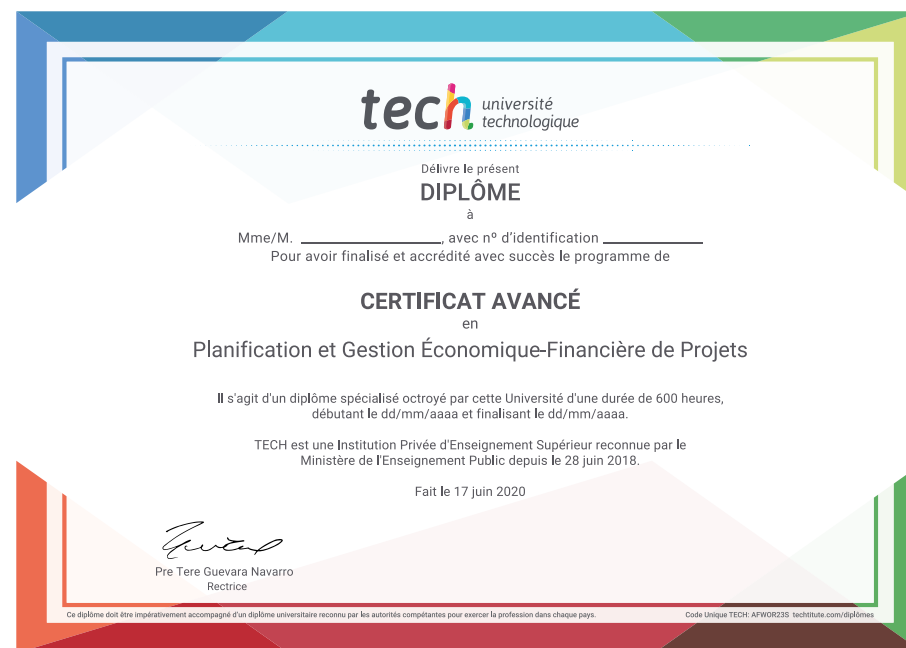 tech université
technologique
Délivre le présent
DIPLÔME
à
Mme/M. ____________________, avec nº d'identification ______________
Pour avoir finalisé et accrédité avec succès le programme de
CERTIFICAT AVANCÉ
en
Planification et Gestion Économique-Financière de Projets
Il s'agit d'un diplôme spécialisé octroyé par cette Université d'une durée de 600 heures,
débutant le dd/mm/aaaa et finalisant le dd/mm/aaaa.
TECH est une Institution Privée d'Enseignement Supérieur reconnue par le
Ministère de l'Enseignement Public depuis le 28 juin 2018.
Fait le 17 juin 2020
Pre Tere Guevara Navarro
Rectrice
Ce diplôme doit être impérativement accompagné d'un diplôme universitaire reconnu par les autorités compétantes pour exercer la profession dans chaque pays. Code Unique TECH: AFWOR23S techtitute.com/diplômes